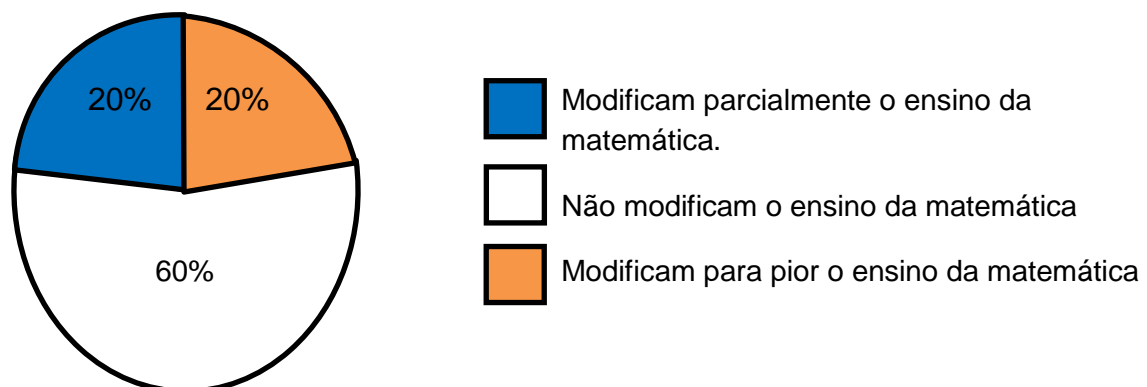 20% 20%
60%
Modificam parcialmente o ensino da
matemática.
Não modificam o ensino da matemática
Modificam para pior o ensino da matemática